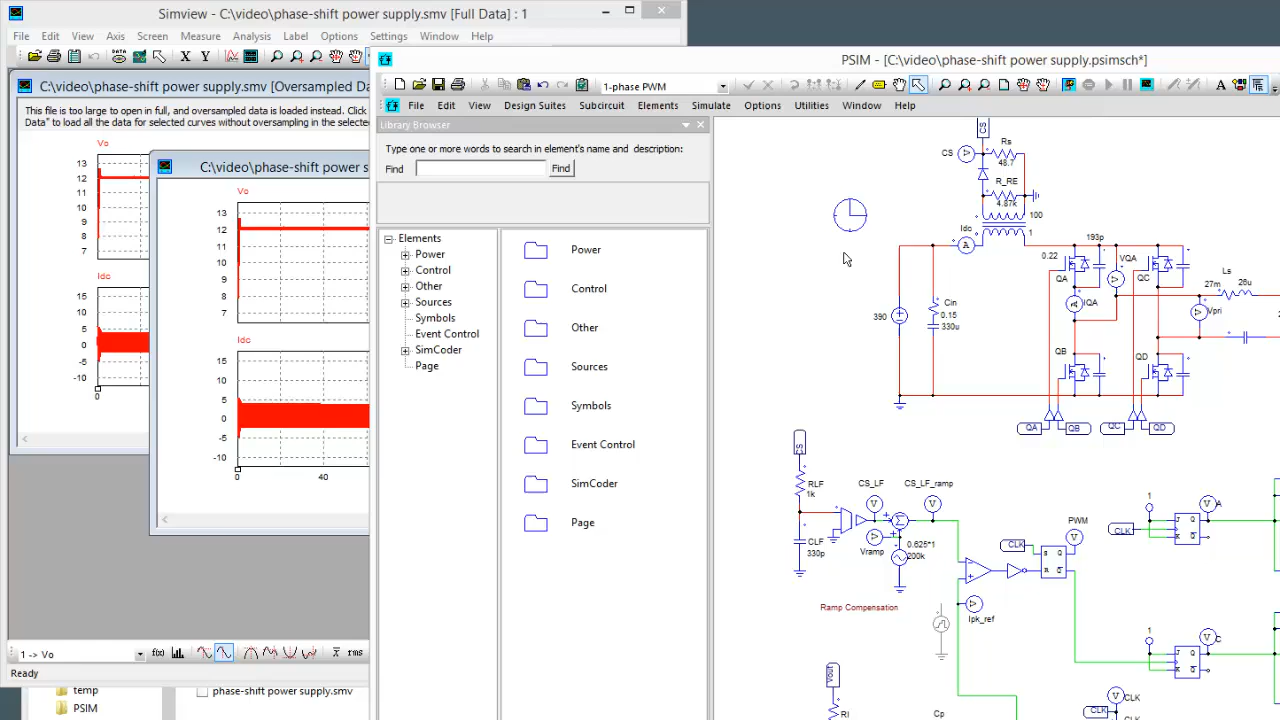 Simview - C:\video\phase-shift power supply.smv [Full Data] : 1
File Edit View Axis Screen Measure Analysis Label Options Settings Window Help
X Y
C:\video\phase-shift power supply.smv [Oversampled Da
This file is too large to open in full, and oversampled data is loaded instead. Click
Data" to load all the data for selected curves without oversampling in the selected
Vo
13
12
11
10
9
8
7
Idc
15
10
5
0
-5
-10
0
C:\video\phase-shift power s
Vo
13
12
11
10
9
8
7
Idc
15
10
5
0
-5
-10
0 40
1 -> Vo
f(x)
x rms
Ready
temp
PSIM
phase-shift power supply.smv
PSIM - [C:\video\phase-shift power supply.psimsch*]
1-phase PWM
A
File Edit View Design Suites Subcircuit Elements Simulate Options Utilities Window Help
Library Browser
Type one or more words to search in element's name and description:
Find Find
Elements
Power
Control
Other
Sources
Symbols
Event Control
SimCoder
Page
Power
Control
Other
Sources
Symbols
Event Control
SimCoder
Page
CS
CS
Rs
48.7
R_RE
4.87k
100
1
Idc
A
193p
0.22
QA
VQA
QC
Ls
27m 26u
IQA
Vpri
390
Cin
0.15
330u
QB
QD
QA QB QC QD
CS
RLF
1k
CS_LF
CS_LF_ramp
V V
CLF
330p
Vramp
0.625*1
200k
Ramp Compensation
CLK
PWM
V
S Q
R Q
Ipk_ref
1
CLK
J Q
K Q
V A
1
J Q
K Q
V C
V CLK
CLK
Vout
RI
Cp